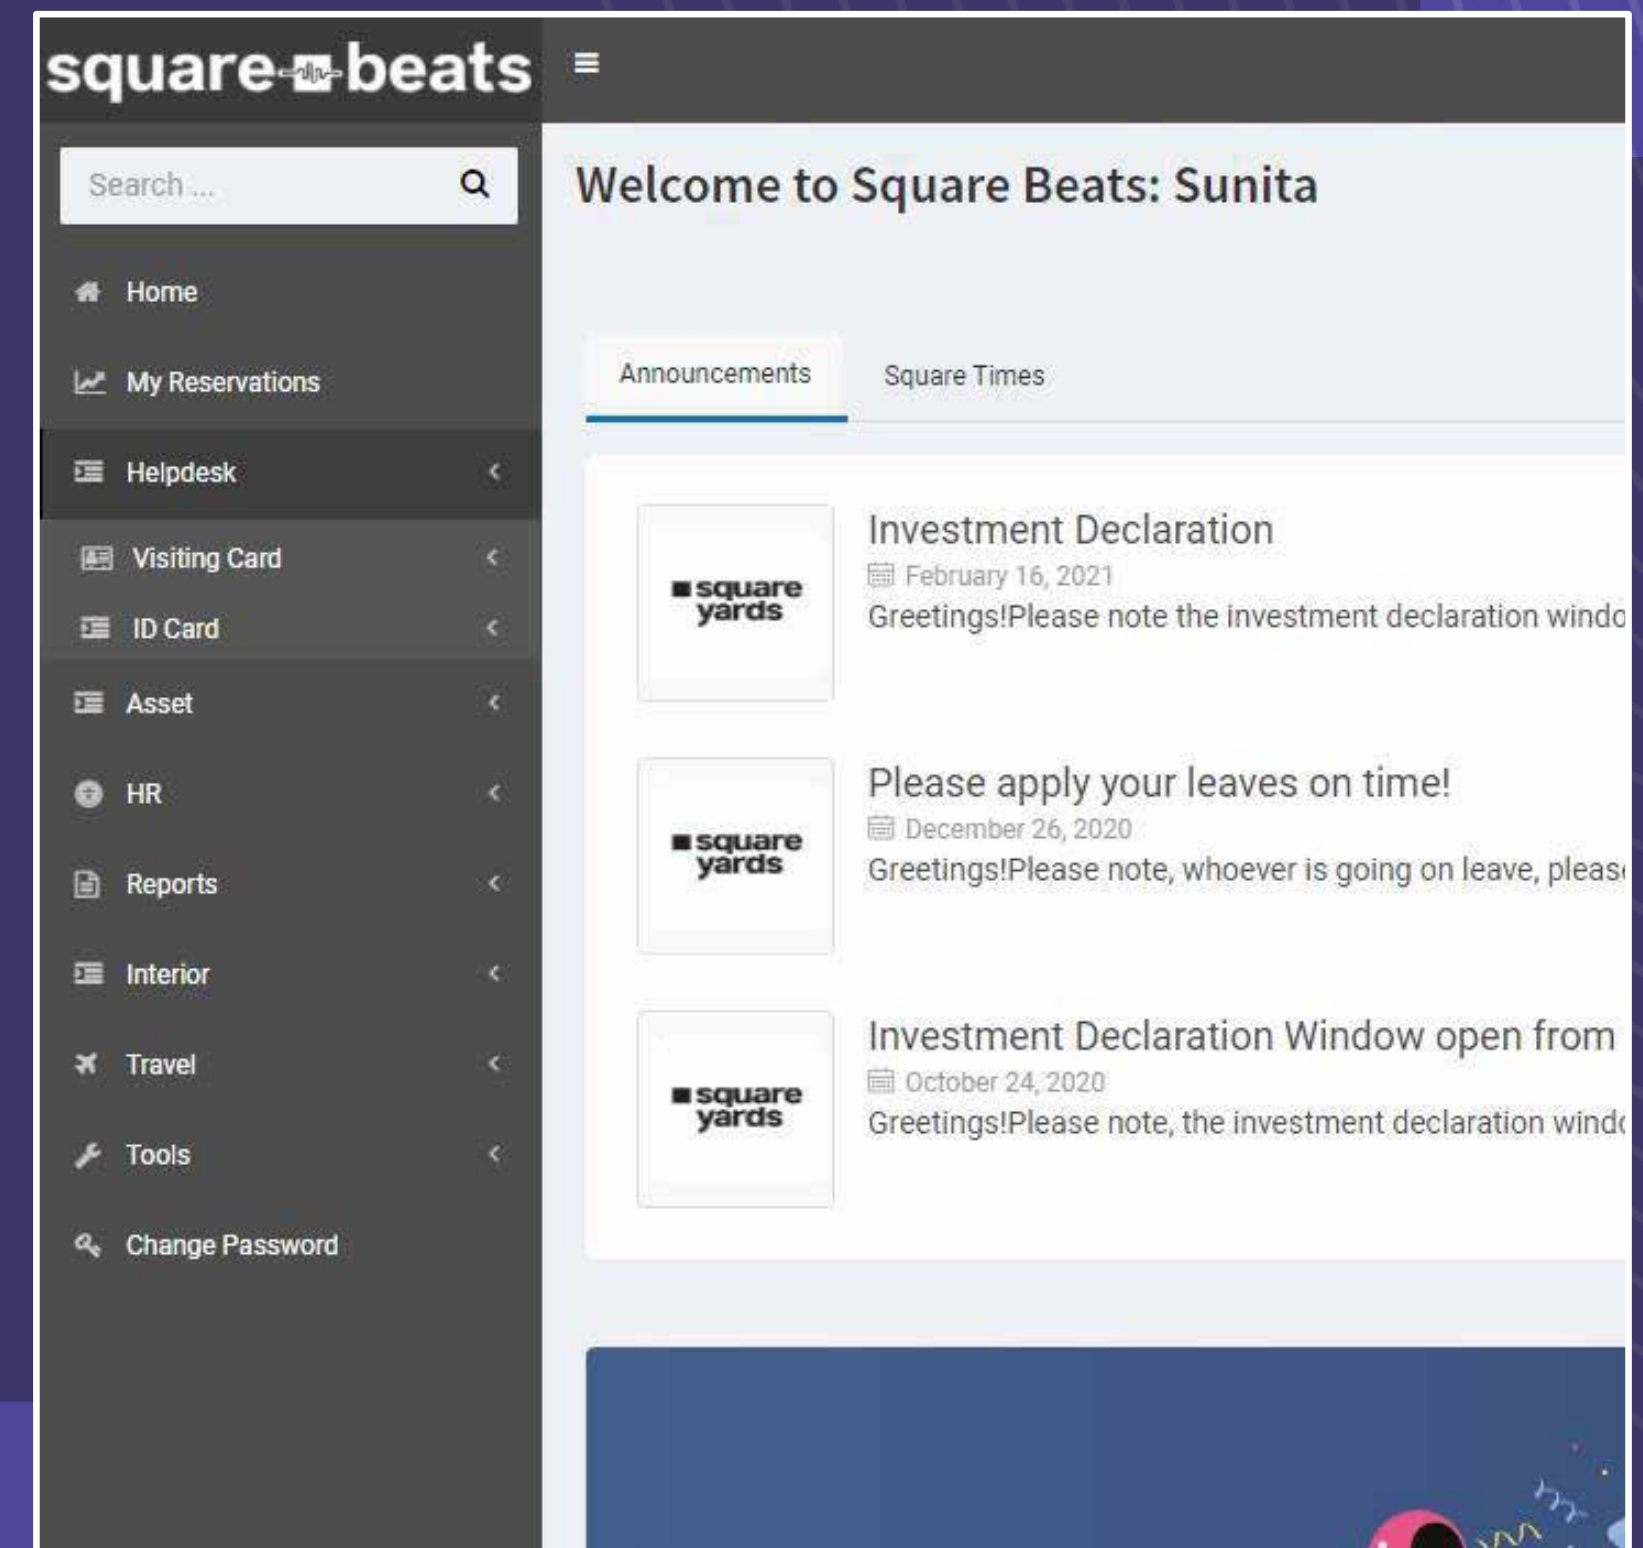 square beats
Search ...
Welcome to Square Beats: Sunita
Home
My Reservations
Helpdesk
Visiting Card
ID Card
Asset
HR
Reports
Interior
Travel
Tools
Change Password
Announcements
Square Times
square
yards
Investment Declaration
February 16, 2021
Greetings!Please note the investment declaration
square
yards
Please apply your leaves on time!
December 26, 2020
Greetings!Please note, whoever is going on leave,
square
yards
Investment Declaration Window open from
October 24, 2020
Greetings!Please note, the investment declaration